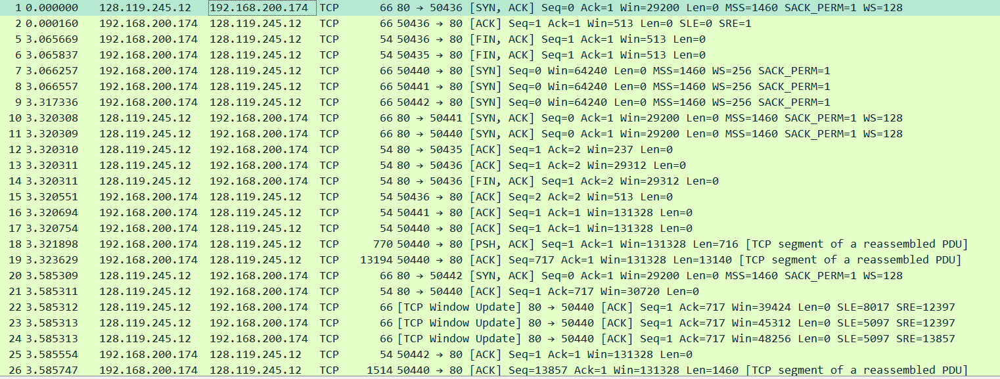 1 0.000000 128.119.245.12 192.168.200.174 TCP 66 80 → 50436 [SYN, ACK] Seq=0 Ack=1 Win=29200 Len=0 MSS=1460 SACK_PERM=1 WS=128
2 0.000160 192.168.200.174 128.119.245.12 TCP 66 50436 → 80 [ACK] Seq=1 Ack=1 Win=513 Len=0 SLE=0 SRE=1
5 3.065669 192.168.200.174 128.119.245.12 TCP 54 50436 → 80 [FIN, ACK] Seq=1 Ack=1 Win=513 Len=0
6 3.065837 192.168.200.174 128.119.245.12 TCP 54 50435 → 80 [FIN, ACK] Seq=1 Ack=1 Win=513 Len=0
7 3.066257 192.168.200.174 128.119.245.12 TCP 66 50440 → 80 [SYN] Seq=0 Win=64240 Len=0 MSS=1460 WS=256 SACK_PERM=1
8 3.066557 192.168.200.174 128.119.245.12 TCP 66 50441 → 80 [SYN] Seq=0 Win=64240 Len=0 MSS=1460 WS=256 SACK_PERM=1
9 3.317336 192.168.200.174 128.119.245.12 TCP 66 50442 → 80 [SYN] Seq=0 Win=64240 Len=0 MSS=1460 WS=256 SACK_PERM=1
10 3.320308 128.119.245.12 192.168.200.174 TCP 66 80 → 50441 [SYN, ACK] Seq=0 Ack=1 Win=29200 Len=0 MSS=1460 SACK_PERM=1 WS=128
11 3.320309 128.119.245.12 192.168.200.174 TCP 66 80 → 50440 [SYN, ACK] Seq=0 Ack=1 Win=29200 Len=0 MSS=1460 SACK_PERM=1 WS=128
12 3.320310 128.119.245.12 192.168.200.174 TCP 54 80 → 50435 [ACK] Seq=1 Ack=2 Win=237 Len=0
13 3.320311 128.119.245.12 192.168.200.174 TCP 54 80 → 50436 [ACK] Seq=1 Ack=2 Win=29312 Len=0
14 3.320311 128.119.245.12 192.168.200.174 TCP 54 80 → 50436 [FIN, ACK] Seq=1 Ack=2 Win=29312 Len=0
15 3.320551 192.168.200.174 128.119.245.12 TCP 54 50436 → 80 [ACK] Seq=2 Ack=2 Win=513 Len=0
16 3.320694 192.168.200.174 128.119.245.12 TCP 54 50441 → 80 [ACK] Seq=1 Ack=1 Win=131328 Len=0
17 3.320754 192.168.200.174 128.119.245.12 TCP 54 50440 → 80 [ACK] Seq=1 Ack=1 Win=131328 Len=0
18 3.321898 192.168.200.174 128.119.245.12 TCP 770 50440 → 80 [PSH, ACK] Seq=1 Ack=1 Win=131328 Len=716 [TCP segment of a reassembled PDU]
19 3.323629 192.168.200.174 128.119.245.12 TCP 13194 50440 → 80 [ACK] Seq=717 Ack=1 Win=131328 Len=13140 [TCP segment of a reassembled PDU]
20 3.585309 128.119.245.12 192.168.200.174 TCP 66 80 → 50442 [SYN, ACK] Seq=0 Ack=1 Win=29200 Len=0 MSS=1460 SACK_PERM=1 WS=128
21 3.585311 128.119.245.12 192.168.200.174 TCP 54 80 → 50440 [ACK] Seq=1 Ack=717 Win=30720 Len=0
22 3.585312 128.119.245.12 192.168.200.174 TCP 66 [TCP Window Update] 80 → 50440 [ACK] Seq=1 Ack=717 Win=39424 Len=0 SLE=8017 SRE=12397
23 3.585313 128.119.245.12 192.168.200.174 TCP 66 [TCP Window Update] 80 → 50440 [ACK] Seq=1 Ack=717 Win=45312 Len=0 SLE=5097 SRE=12397
24 3.585313 128.119.245.12 192.168.200.174 TCP 66 [TCP Window Update] 80 → 50440 [ACK] Seq=1 Ack=717 Win=48256 Len=0 SLE=5097 SRE=13857
25 3.585554 192.168.200.174 128.119.245.12 TCP 54 50442 → 80 [ACK] Seq=1 Ack=1 Win=131328 Len=0
26 3.585747 192.168.200.174 128.119.245.12 TCP 1514 50440 → 80 [ACK] Seq=13857 Ack=1 Win=131328 Len=1460 [TCP segment of a reassembled PDU]